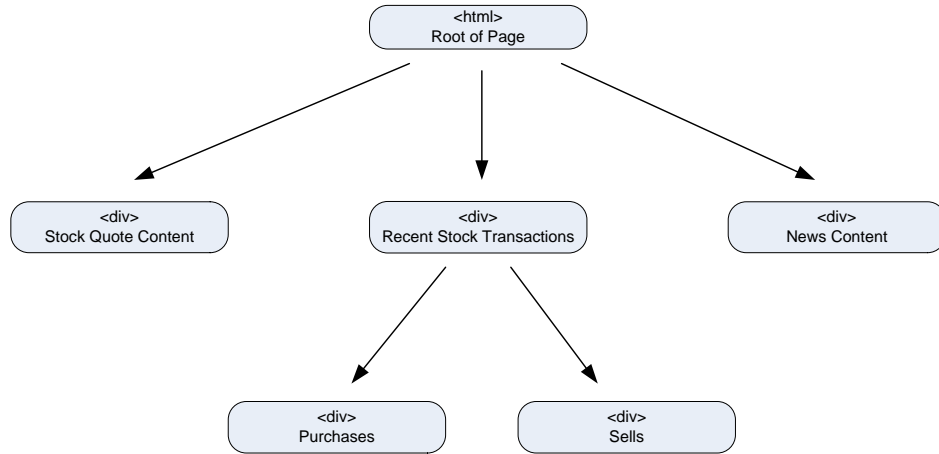 <html>
Root of Page
<div>
Stock Quote Content
<div>
Recent Stock Transactions
<div>
News Content
<div>
Purchases
<div>
Sells